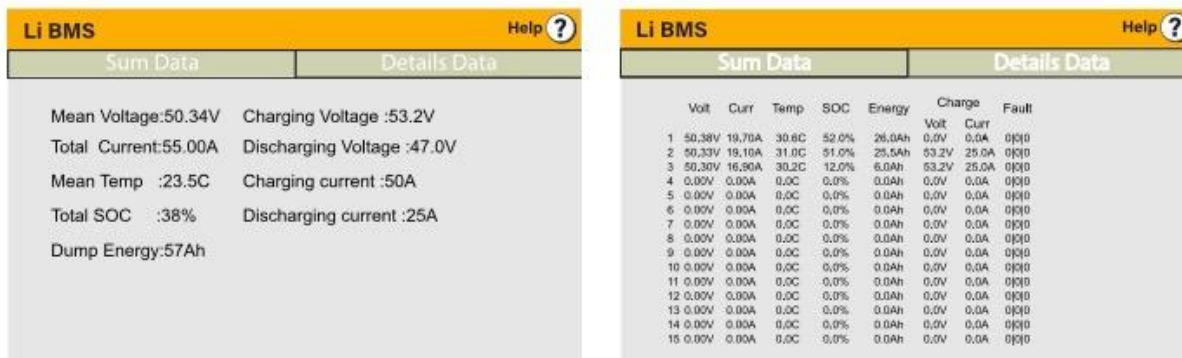 Li BMS
Help ?
Sum Data Details Data
Mean Voltage:50.34V Charging Voltage :53.2V
Total Current:55.00A Discharging Voltage :47.0V
Mean Temp :23.5C Charging current :50A
Total SOC :38% Discharging current :25A
Dump Energy:57Ah
Li BMS
Help ?
Sum Data Details Data
Volt Curr Temp SOC Energy Charge Fault
Volt Curr
1 50.38V 19.70A 30.6C 52.0% 26.0Ah 0.0V 0.0A 0|0|0
2 50.33V 19.10A 31.0C 51.0% 25.5Ah 53.2V 25.0A 0|0|0
3 50.30V 16.90A 30.2C 12.0% 6.0Ah 53.2V 25.0A 0|0|0
4 0.00V 0.00A 0.0C 0.0% 0.0Ah 0.0V 0.0A 0|0|0
5 0.00V 0.00A 0.0C 0.0% 0.0Ah 0.0V 0.0A 0|0|0
6 0.00V 0.00A 0.0C 0.0% 0.0Ah 0.0V 0.0A 0|0|0
7 0.00V 0.00A 0.0C 0.0% 0.0Ah 0.0V 0.0A 0|0|0
8 0.00V 0.00A 0.0C 0.0% 0.0Ah 0.0V 0.0A 0|0|0
9 0.00V 0.00A 0.0C 0.0% 0.0Ah 0.0V 0.0A 0|0|0
10 0.00V 0.00A 0.0C 0.0% 0.0Ah 0.0V 0.0A 0|0|0
11 0.00V 0.00A 0.0C 0.0% 0.0Ah 0.0V 0.0A 0|0|0
12 0.00V 0.00A 0.0C 0.0% 0.0Ah 0.0V 0.0A 0|0|0
13 0.00V 0.00A 0.0C 0.0% 0.0Ah 0.0V 0.0A 0|0|0
14 0.00V 0.00A 0.0C 0.0% 0.0Ah 0.0V 0.0A 0|0|0
15 0.00V 0.00A 0.0C 0.0% 0.0Ah 0.0V 0.0A 0|0|0